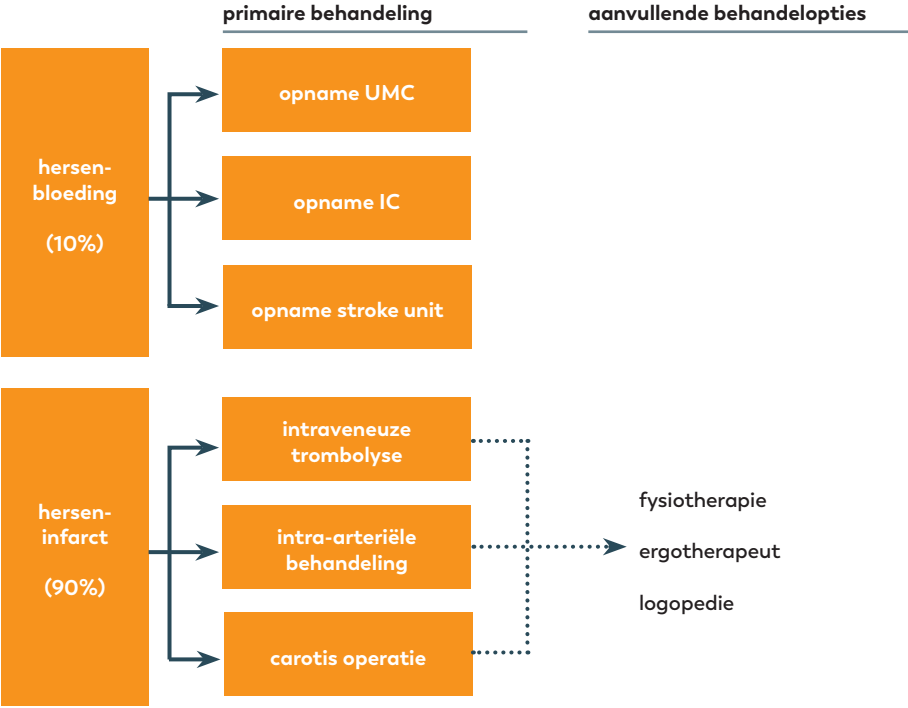 primaire behandeling
aanvullende behandelopties
hersen-
bloeding
(10%)
opname UMC
opname IC
opname stroke unit
hersen-
infarct
(90%)
intraveneuze
trombolyse
intra-arteriële
behandeling
carotis operatie
fysiotherapie
ergotherapeut
logopedie